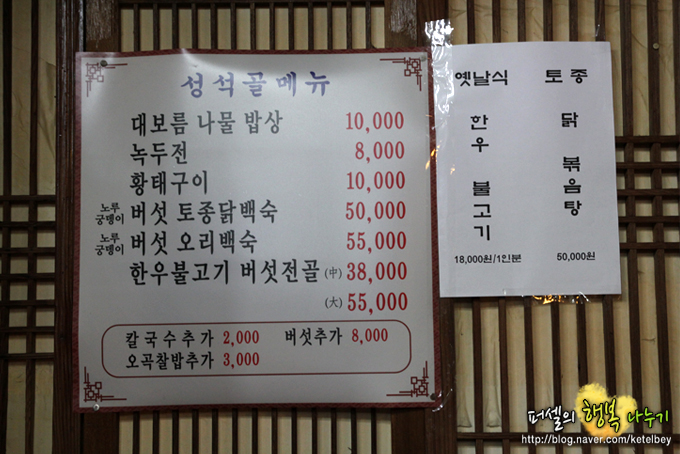 성석골메뉴
대보름 나물 밥상 10,000
녹두전 8,000
황태구이 10,000
노루궁뎅이 버섯 토종닭백숙 50,000
노루궁뎅이 버섯 오리백숙 55,000
한우불고기 버섯전골 (中) 38,000
(大) 55,000
칼국수추가 2,000 버섯추가 8,000
오곡찰밥추가 3,000
옛날식 한우 불고기
18,000원/1인분
토종 닭 볶음탕
50,000원
퍼셀의 행복 나누기
http://blog.naver.com/ketelbey